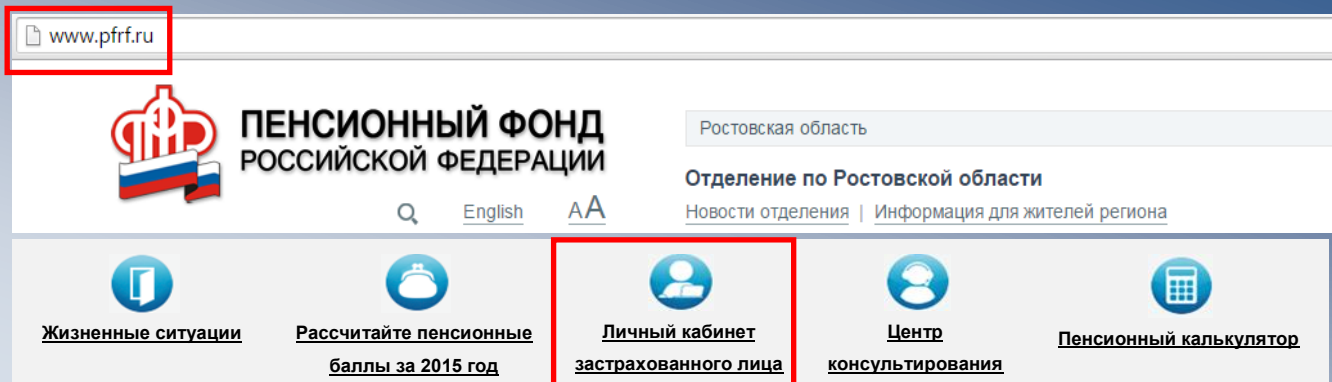 www.pfrf.ru
ПЕНСИОННЫЙ ФОНД
РОССИЙСКОЙ ФЕДЕРАЦИИ
English
AA
Ростовская область
Отделение по Ростовской области
Новости отделения | Информация для жителей региона
Жизненные ситуации
Рассчитайте пенсионные
баллы за 2015 год
Личный кабинет
застрахованного лица
Центр
консультирования
Пенсионный калькулятор